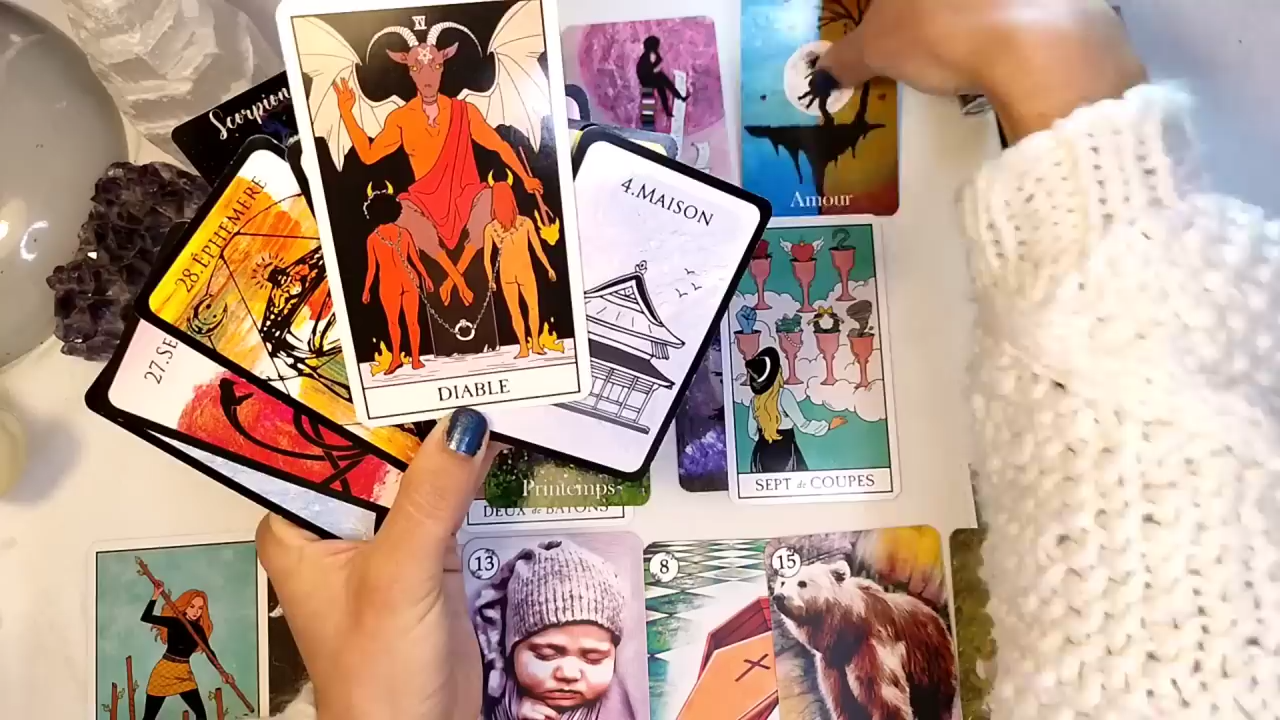 XV
Scorpion
28.ÉPHÉMÈRE
27.SE
DIABLE
4.MAISON
Amour
SEPT de COUPES
Printemps
DEUX de BÂTONS
13
8
15